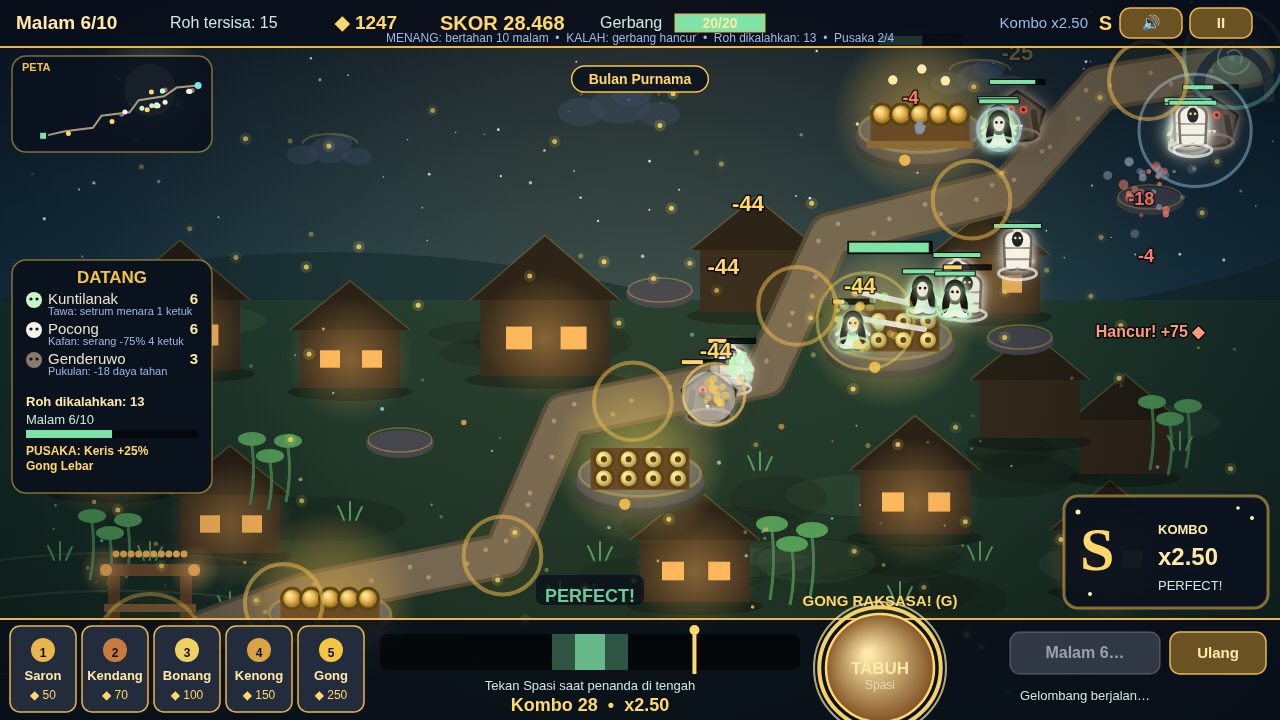 Malam 6/10
Roh tersisa: 15
◆ 1247
SKOR 28.468
Gerbang
20/20
Kombo x2.50
S
MENANG: bertahan 10 malam • KALAH: gerbang hancur • Roh dikalahkan: 13 • Pusaka 2/4
PETA
Bulan Purnama
-25
-4
-18
-44
-44
-44
-44
-4
Hancur! +75 ◆
DATANG
Kuntilanak 6
Tawa: setrum menara 1 ketuk
Pocong 6
Kafan: serang -75% 4 ketuk
Genderuwo 3
Pukulan: -18 daya tahan
Roh dikalahkan: 13
Malam 6/10
PUSAKA: Keris +25%
Gong Lebar
S
KOMBO
x2.50
PERFECT!
PERFECT!
GONG RAKSASA! (G)
1
Saron
◆ 50
2
Kendang
◆ 70
3
Bonang
◆ 100
4
Kenong
◆ 150
5
Gong
◆ 250
Tekan Spasi saat penanda di tengah
Kombo 28 • x2.50
TABUH
Spasi
Malam 6…
Ulang
Gelombang berjalan…